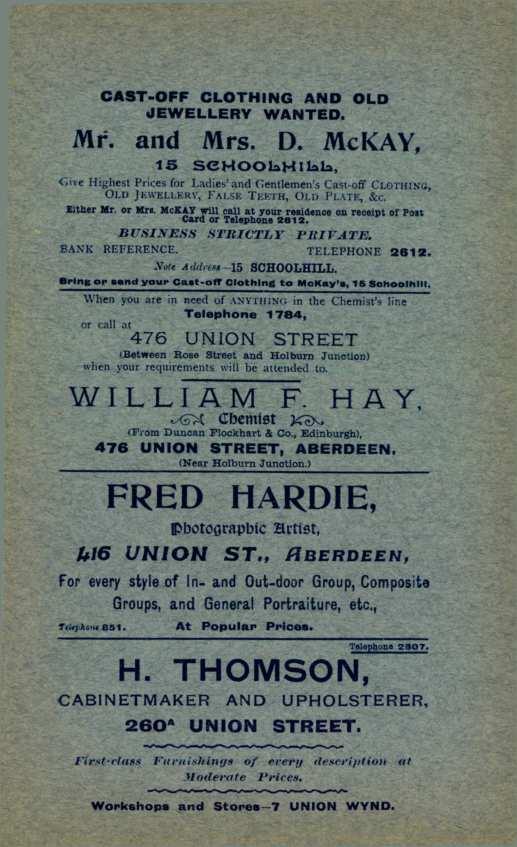 CAST-OFF CLOTHING AND OLD
JEWELLERY WANTED.
Mr. and Mrs. D. McKAY,
15 SCHOOLHILL,
Give Highest Prices for Ladies' and Gentlemen's Cast-off CLOTHING,
OLD JEWELLERY, FALSE TEETH, OLD PLATE, &c.
Either Mr. or Mrs. McKAY will call at your residence on receipt of Post
Card or Telephone 2612.
BUSINESS STRICTLY PRIVATE.
BANK REFERENCE. TELEPHONE 2612.
Note Address—15 SCHOOLHILL.
Bring or send your Cast-off Clothing to McKay's, 15 Schoolhill.
When you are in need of ANYTHING in the Chemist's line
Telephone 1784,
or call at
476 UNION STREET
(Between Rose Street and Holburn Junction)
when your requirements will be attended to.
WILLIAM F. HAY,
Chemist
(From Duncan Flockhart & Co., Edinburgh),
476 UNION STREET, ABERDEEN,
(Near Holburn Junction.)
FRED HARDIE,
Photographic Artist,
416 UNION ST., ABERDEEN,
For every style of In- and Out-door Group, Composite
Groups, and General Portraiture, etc.,
Telephone 851. At Popular Prices.
Telephone 2307.
H. THOMSON,
CABINETMAKER AND UPHOLSTERER,
260A UNION STREET.
First-class Furnishings of every description at
Moderate Prices.
Workshops and Stores—7 UNION WYND.